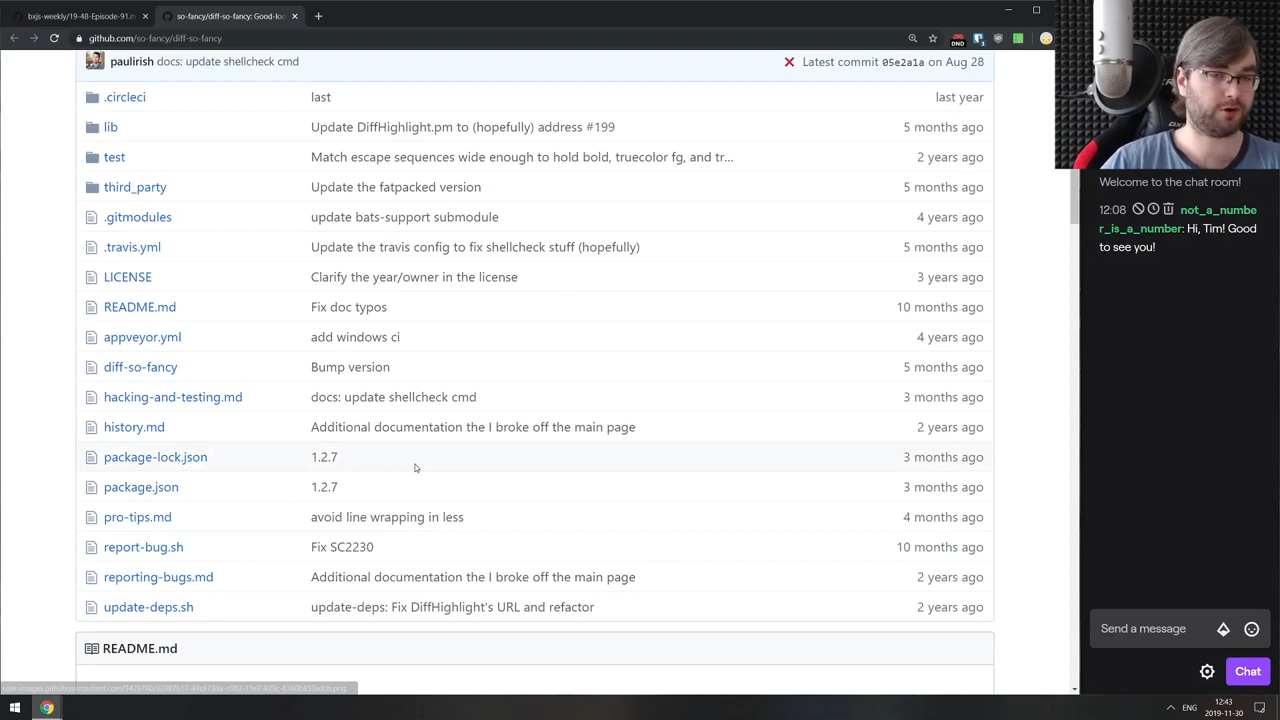 bxjs-weekly/19-48-Episode-91.m
so-fancy/diff-so-fancy: Good-loo
github.com/so-fancy/diff-so-fancy
DND
paulirish docs: update shellcheck cmd
Latest commit 05e2a1a on Aug 28
.circleci last last year
lib Update DiffHighlight.pm to (hopefully) address #199 5 months ago
test Match escape sequences wide enough to hold bold, truecolor fg, and tr... 2 years ago
third_party Update the fatpacked version 5 months ago
.gitmodules update bats-support submodule 4 years ago
.travis.yml Update the travis config to fix shellcheck stuff (hopefully) 5 months ago
LICENSE Clarify the year/owner in the license 3 years ago
README.md Fix doc typos 10 months ago
appveyor.yml add windows ci 4 years ago
diff-so-fancy Bump version 5 months ago
hacking-and-testing.md docs: update shellcheck cmd 3 months ago
history.md Additional documentation the I broke off the main page 2 years ago
package-lock.json 1.2.7 3 months ago
package.json 1.2.7 3 months ago
pro-tips.md avoid line wrapping in less 4 months ago
report-bug.sh Fix SC2230 10 months ago
reporting-bugs.md Additional documentation the I broke off the main page 2 years ago
update-deps.sh update-deps: Fix DiffHighlight's URL and refactor 2 years ago
README.md
Welcome to the chat room!
12:08 not_a_numbe
r_is_a_number: Hi, Tim! Good
to see you!
Send a message
Chat
ENG
12:43
2019-11-30